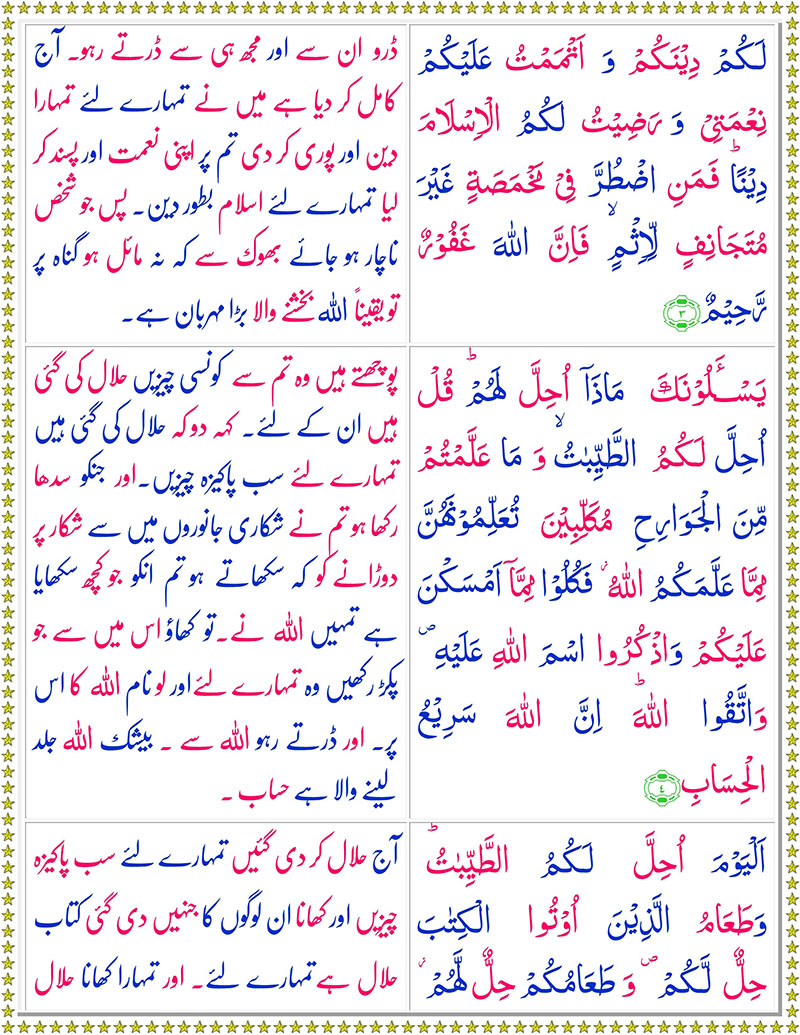 لَكُمْ دِيْنَكُمْ وَ اَتْمَمْتُ عَلَيْكُمْ
نِعْمَتِيْ وَ رَضِيْتُ لَكُمُ الْاِسْلَامَ
دِيْنًا ؕ فَمَنِ اضْطُرَّ فِيْ مَخْمَصَةٍ غَيْرَ
مُتَجَانِفٍ لِّاِثْمٍ ۙ فَاِنَّ اللّٰهَ غَفُوْرٌ
رَّحِيْمٌ ٣
ڈرو ان سے اور مجھ ہی سے ڈرتے رہو۔ آج
کامل کر دیا ہے میں نے تمہارے لئے تمہارا
دین اور پوری کر دی تم پر اپنی نعمت اور پسند کر
لیا تمہارے لئے اسلام بطور دین۔ پس جو شخص
ناچار ہو جائے بھوک سے کہ نہ مائل ہو گناہ پر
تو یقیناً اللہ بخشنے والا بڑا مہربان ہے۔
يَسْـَٔلُوْنَكَ مَاذَاۤ اُحِلَّ لَهُمْ ؕ قُلْ
اُحِلَّ لَكُمُ الطَّيِّبٰتُ ۙ وَ مَا عَلَّمْتُمْ
مِّنَ الْجَوَارِحِ مُكَلِّبِيْنَ تُعَلِّمُوْنَهُنَّ
مِمَّا عَلَّمَكُمُ اللّٰهُ ؗ فَكُلُوْا مِمَّاۤ اَمْسَكْنَ
عَلَيْكُمْ وَاذْكُرُوا اسْمَ اللّٰهِ عَلَيْهِ ۪
وَاتَّقُوا اللّٰهَ ؕ اِنَّ اللّٰهَ سَرِيْعُ
الْحِسَابِ ٤
پوچھتے ہیں وہ تم سے کونسی چیزیں حلال کی گئی
ہیں ان کے لئے۔ کہہ دو کہ حلال کی گئی ہیں
تمہارے لئے سب پاکیزہ چیزیں۔ اور جنکو سدھا
رکھا ہو تم نے شکاری جانوروں میں سے شکار پر
دوڑانے کو کہ سکھاتے ہو تم انکو جو کچھ سکھایا
ہے تمہیں اللہ نے۔ تو کھاؤ اس میں سے جو
پکڑ رکھیں وہ تمہارے لئے اور لو نام اللہ کا اس
پر۔ اور ڈرتے رہو اللہ سے ۔ بیشک اللہ جلد
لینے والا ہے حساب ۔
اَلْيَوْمَ اُحِلَّ لَكُمُ الطَّيِّبٰتُ ؕ
وَطَعَامُ الَّذِيْنَ اُوْتُوا الْكِتٰبَ
حِلٌّ لَّكُمْ ۪ وَ طَعَامُكُمْ حِلٌّ لَّهُمْ ؗ
آج حلال کر دی گئیں تمہارے لئے سب پاکیزہ
چیزیں اور کھانا ان لوگوں کا جنہیں دی گئی کتاب
حلال ہے تمہارے لئے۔ اور تمہارا کھانا حلال